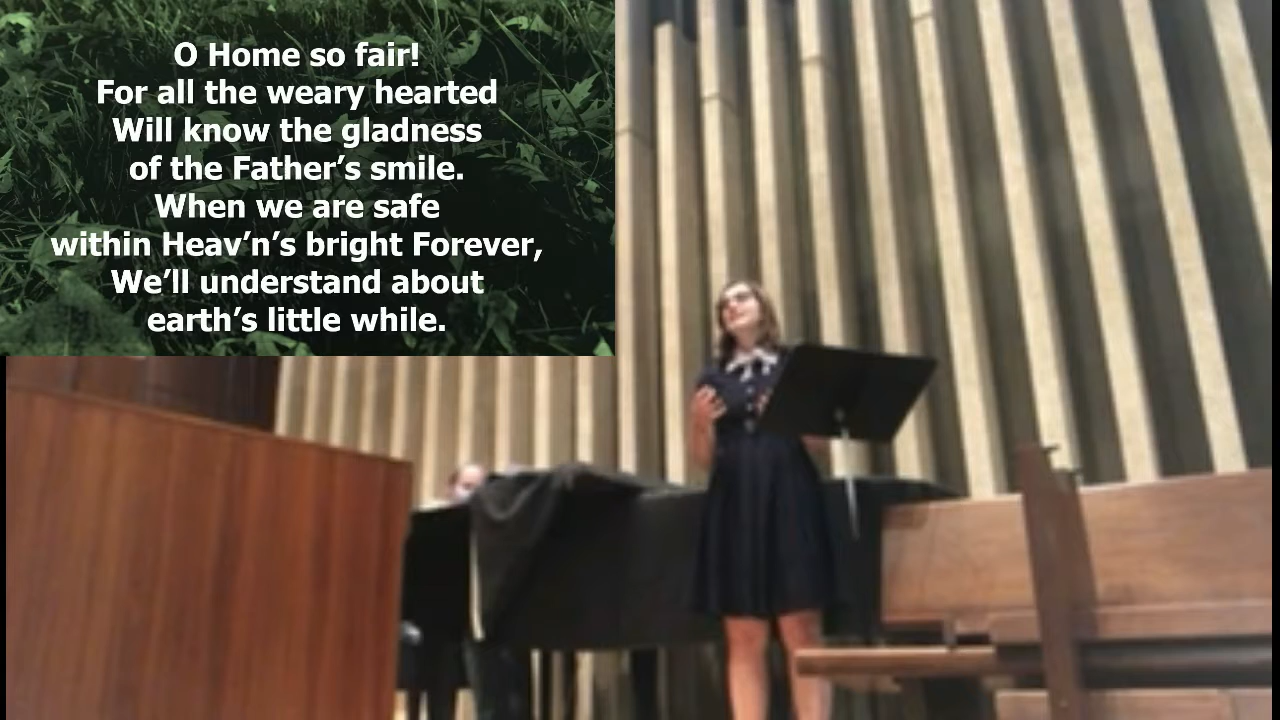 O Home so fair!
For all the weary hearted
Will know the gladness
of the Father’s smile.
When we are safe
within Heav’n’s bright Forever,
We’ll understand about
earth’s little while.